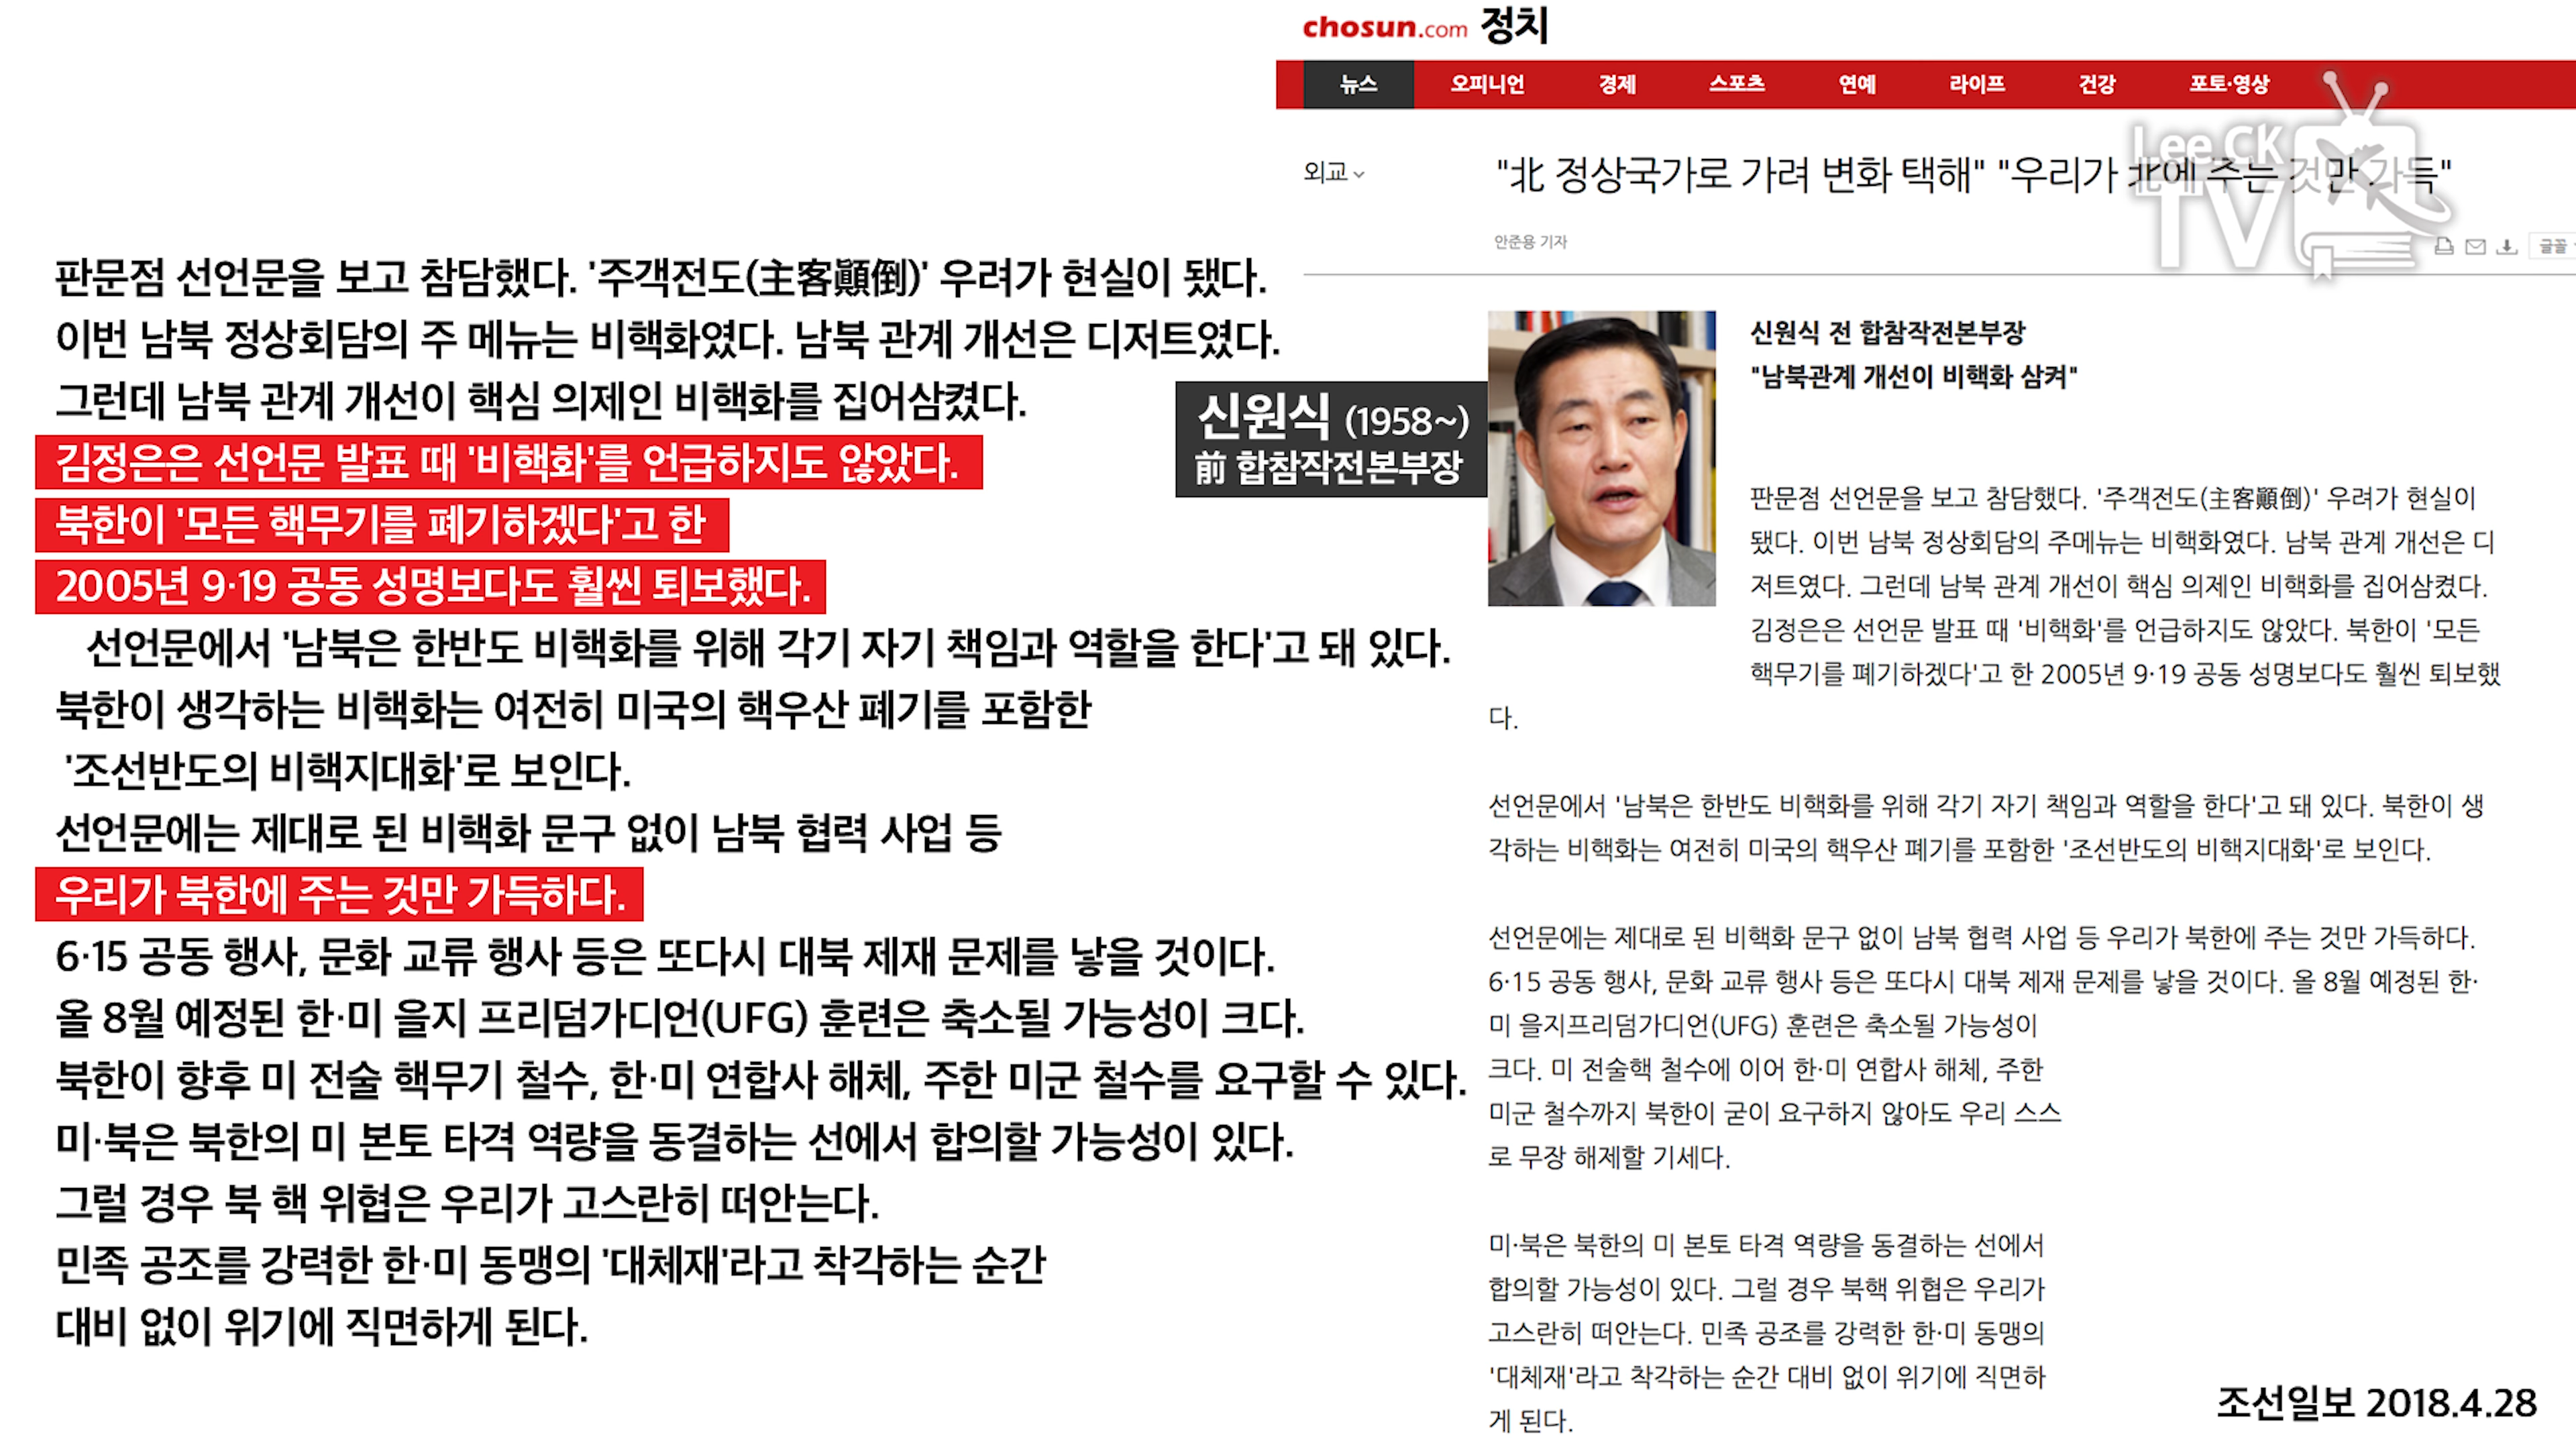 chosun.com 정치
뉴스 오피니언 경제 스포츠 연예 라이프 건강 포토·영상
Lee CK
TV
외교
"北 정상국가로 가려 변화 택해" "우리가 北에 주는 것만 가득"
안준용 기자
글꼴
판문점 선언문을 보고 참담했다. '주객전도(主客顚倒)' 우려가 현실이 됐다.
이번 남북 정상회담의 주 메뉴는 비핵화였다. 남북 관계 개선은 디저트였다.
그런데 남북 관계 개선이 핵심 의제인 비핵화를 집어삼켰다.
김정은은 선언문 발표 때 '비핵화'를 언급하지도 않았다.
북한이 '모든 핵무기를 폐기하겠다'고 한
2005년 9·19 공동 성명보다도 훨씬 퇴보했다.
선언문에서 '남북은 한반도 비핵화를 위해 각기 자기 책임과 역할을 한다'고 돼 있다.
북한이 생각하는 비핵화는 여전히 미국의 핵우산 폐기를 포함한
'조선반도의 비핵지대화'로 보인다.
선언문에는 제대로 된 비핵화 문구 없이 남북 협력 사업 등
우리가 북한에 주는 것만 가득하다.
6·15 공동 행사, 문화 교류 행사 등은 또다시 대북 제재 문제를 낳을 것이다.
올 8월 예정된 한·미 을지 프리덤가디언(UFG) 훈련은 축소될 가능성이 크다.
북한이 향후 미 전술 핵무기 철수, 한·미 연합사 해체, 주한 미군 철수를 요구할 수 있다.
미·북은 북한의 미 본토 타격 역량을 동결하는 선에서 합의할 가능성이 있다.
그럴 경우 북 핵 위협은 우리가 고스란히 떠안는다.
민족 공조를 강력한 한·미 동맹의 '대체재'라고 착각하는 순간
대비 없이 위기에 직면하게 된다.
신원식 (1958~)
前 합참작전본부장
신원식 전 합참작전본부장
"남북관계 개선이 비핵화 삼켜"
판문점 선언문을 보고 참담했다. '주객전도(主客顚倒)' 우려가 현실이
됐다. 이번 남북 정상회담의 주메뉴는 비핵화였다. 남북 관계 개선은 디
저트였다. 그런데 남북 관계 개선이 핵심 의제인 비핵화를 집어삼켰다.
김정은은 선언문 발표 때 '비핵화'를 언급하지도 않았다. 북한이 '모든
핵무기를 폐기하겠다'고 한 2005년 9·19 공동 성명보다도 훨씬 퇴보했
다.
선언문에서 '남북은 한반도 비핵화를 위해 각기 자기 책임과 역할을 한다'고 돼 있다. 북한이 생
각하는 비핵화는 여전히 미국의 핵우산 폐기를 포함한 '조선반도의 비핵지대화'로 보인다.
선언문에는 제대로 된 비핵화 문구 없이 남북 협력 사업 등 우리가 북한에 주는 것만 가득하다.
6·15 공동 행사, 문화 교류 행사 등은 또다시 대북 제재 문제를 낳을 것이다. 올 8월 예정된 한·
미 을지프리덤가디언(UFG) 훈련은 축소될 가능성이
크다. 미 전술핵 철수에 이어 한·미 연합사 해체, 주한
미군 철수까지 북한이 굳이 요구하지 않아도 우리 스스
로 무장 해제할 기세다.
미·북은 북한의 미 본토 타격 역량을 동결하는 선에서
합의할 가능성이 있다. 그럴 경우 북핵 위협은 우리가
고스란히 떠안는다. 민족 공조를 강력한 한·미 동맹의
'대체재'라고 착각하는 순간 대비 없이 위기에 직면하
게 된다.
조선일보 2018.4.28